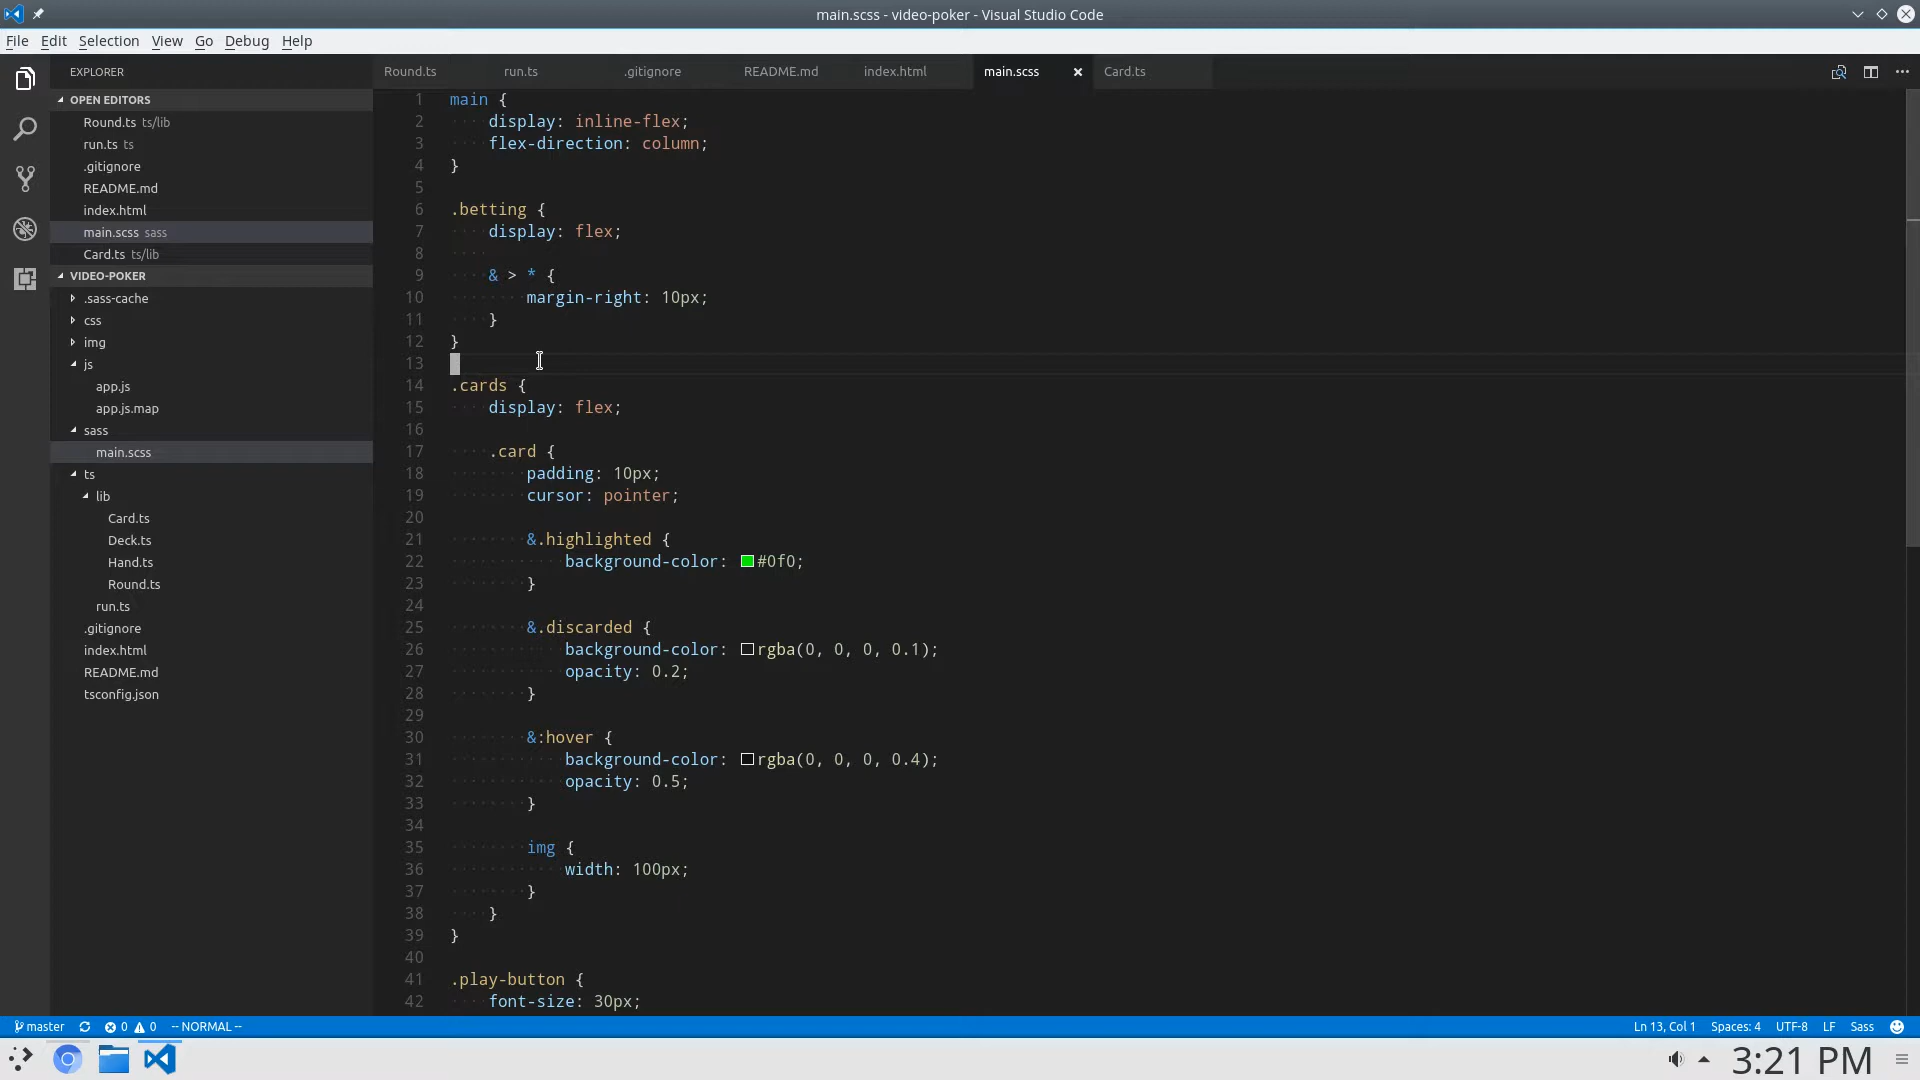 main.scss - video-poker - Visual Studio Code
File Edit Selection View Go Debug Help
EXPLORER
OPEN EDITORS
Round.ts ts/lib
run.ts ts
.gitignore
README.md
index.html
main.scss sass
Card.ts ts/lib
VIDEO-POKER
.sass-cache
css
img
js
app.js
app.js.map
sass
main.scss
ts
lib
Card.ts
Deck.ts
Hand.ts
Round.ts
run.ts
.gitignore
index.html
README.md
tsconfig.json
Round.ts run.ts .gitignore README.md index.html main.scss Card.ts
1 main {
2 display: inline-flex;
3 flex-direction: column;
4 }
5
6 .betting {
7 display: flex;
8
9 & > * {
10 margin-right: 10px;
11 }
12 }
13
14 .cards {
15 display: flex;
16
17 .card {
18 padding: 10px;
19 cursor: pointer;
20
21 &.highlighted {
22 background-color: #0f0;
23 }
24
25 &.discarded {
26 background-color: rgba(0, 0, 0, 0.1);
27 opacity: 0.2;
28 }
29
30 &:hover {
31 background-color: rgba(0, 0, 0, 0.4);
32 opacity: 0.5;
33 }
34
35 img {
36 width: 100px;
37 }
38 }
39 }
40
41 .play-button {
42 font-size: 30px;
master 0 0 -- NORMAL -- Ln 13, Col 1 Spaces: 4 UTF-8 LF Sass
3:21 PM